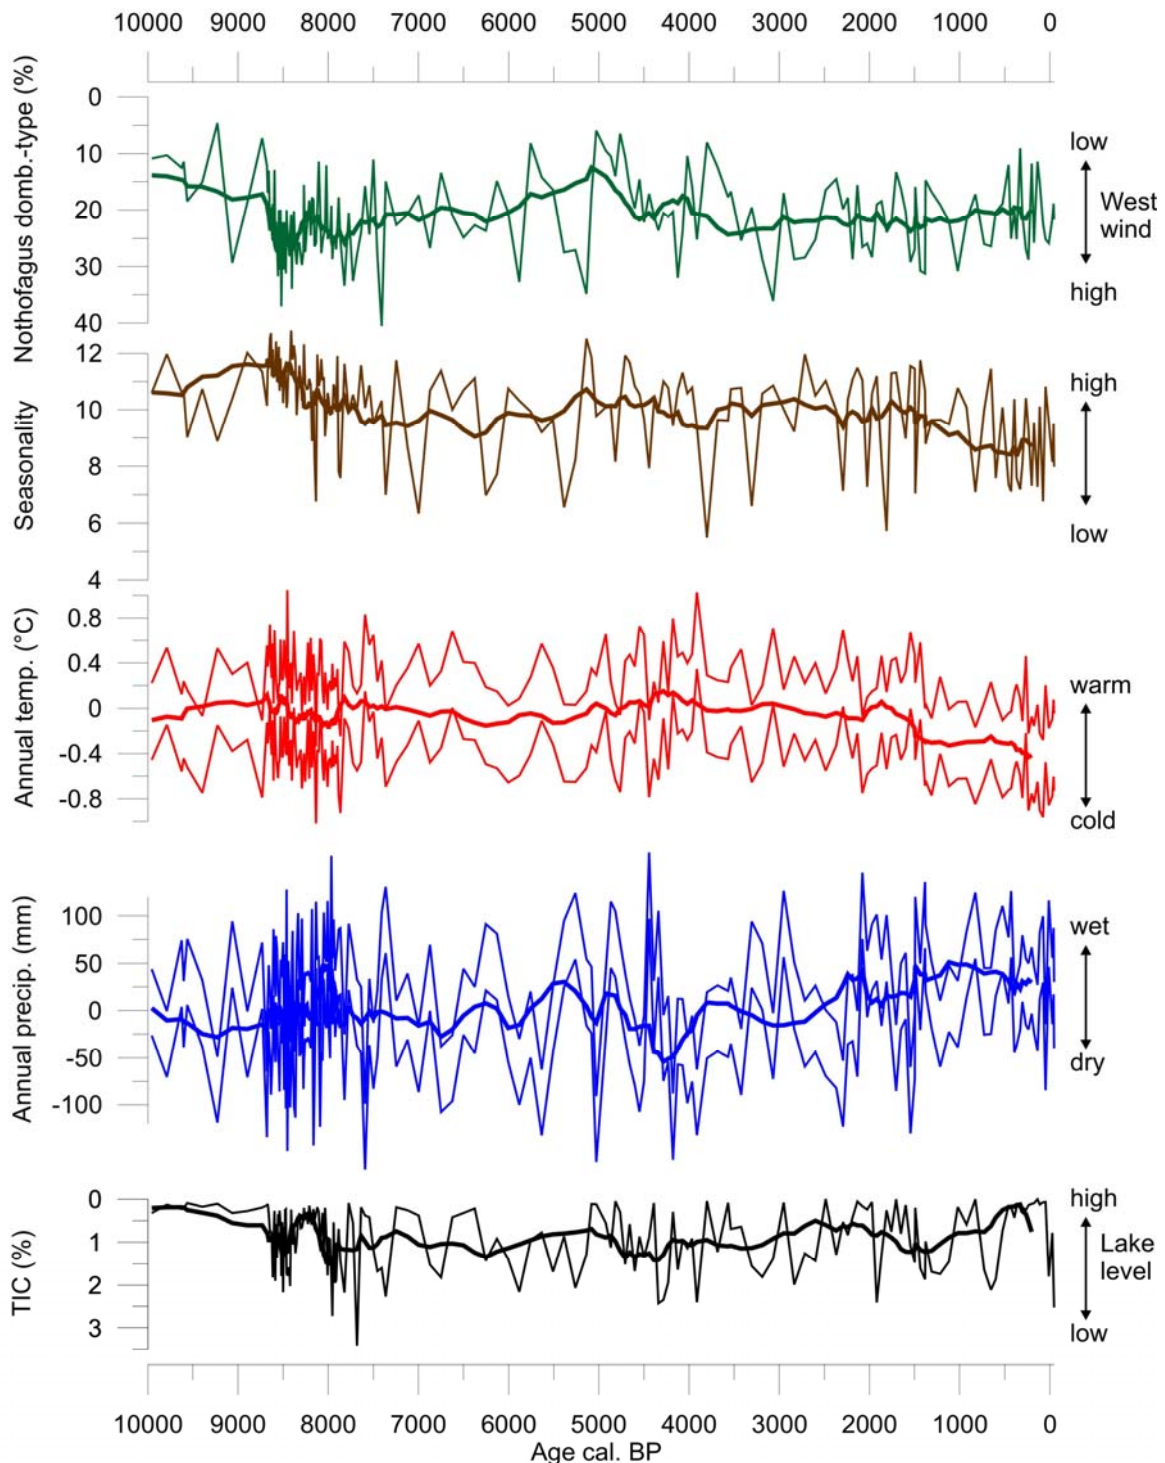 10000 9000 8000 7000 6000 5000 4000 3000 2000 1000 0
Nothofagus domb.-type (%)
0
10
20
30
40
low
West
wind
high
Seasonality
12
10
8
6
4
high
low
Annual temp. (°C)
0.8
0.4
0
-0.4
-0.8
warm
cold
Annual precip. (mm)
100
50
0
-50
-100
wet
dry
TIC (%)
0
1
2
3
high
Lake
level
low
10000 9000 8000 7000 6000 5000 4000 3000 2000 1000 0
Age cal. BP